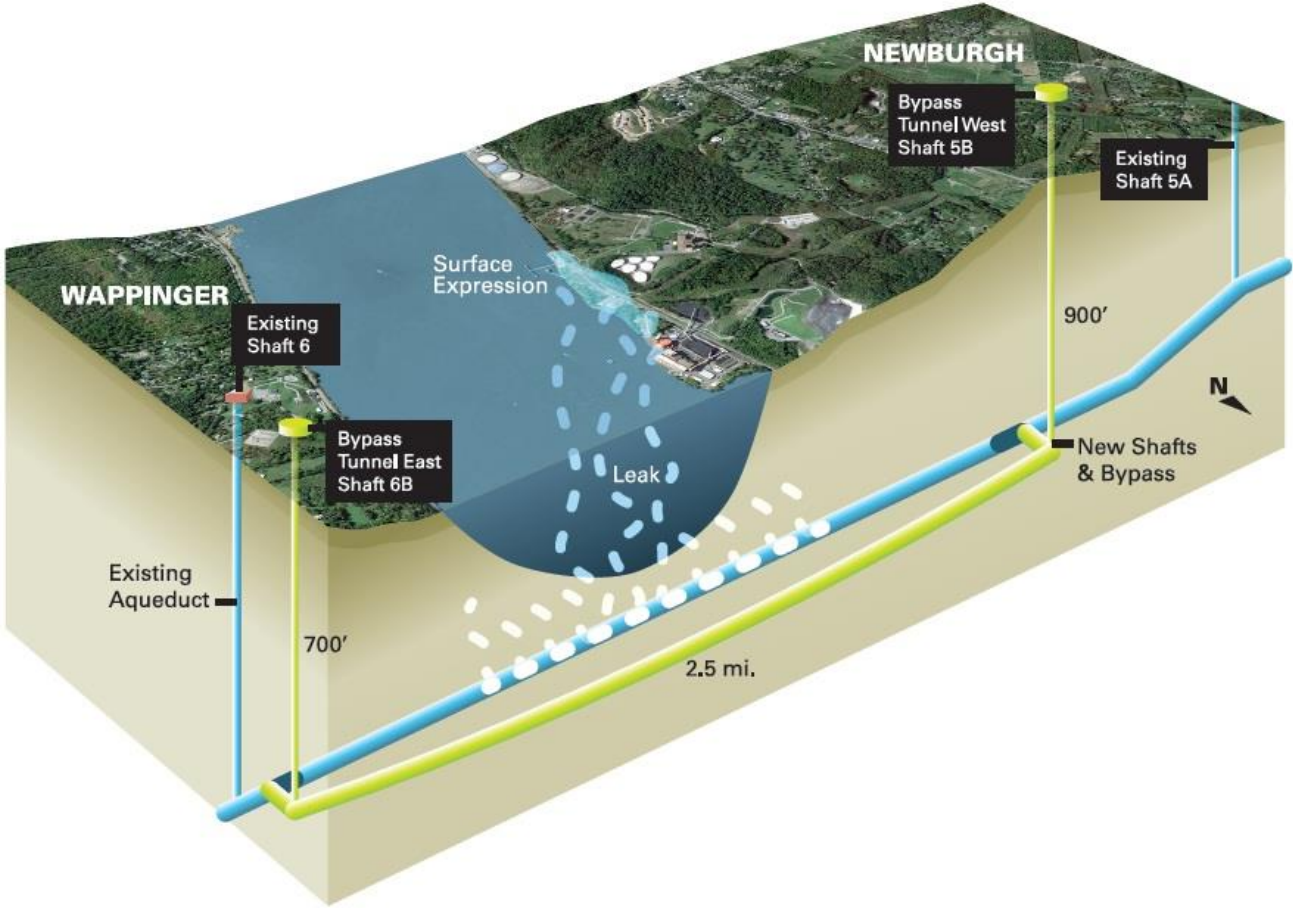 NEWBURGH
Bypass
Tunnel West
Shaft 5B
Existing
Shaft 5A
Surface
Expression
WAPPINGER
Existing
Shaft 6
900′
N
Bypass
Tunnel East
Shaft 6B
Leak
New Shafts
& Bypass
Existing
Aqueduct
700′
2.5 mi.